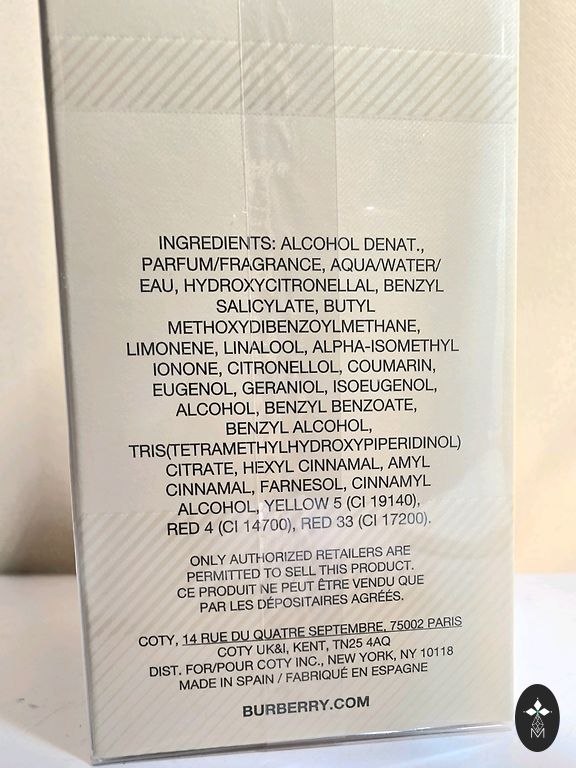 INGREDIENTS: ALCOHOL DENAT.,
PARFUM/FRAGRANCE, AQUA/WATER/
EAU, HYDROXYCITRONELLAL, BENZYL
SALICYLATE, BUTYL
METHOXYDIBENZOYLMETHANE,
LIMONENE, LINALOOL, ALPHA-ISOMETHYL
IONONE, CITRONELLOL, COUMARIN,
EUGENOL, GERANIOL, ISOEUGENOL,
ALCOHOL, BENZYL BENZOATE,
BENZYL ALCOHOL,
TRIS(TETRAMETHYLHYDROXYPIPERIDINOL)
CITRATE, HEXYL CINNAMAL, AMYL
CINNAMAL, FARNESOL, CINNAMYL
ALCOHOL, YELLOW 5 (CI 19140),
RED 4 (CI 14700), RED 33 (CI 17200).
ONLY AUTHORIZED RETAILERS ARE
PERMITTED TO SELL THIS PRODUCT.
CE PRODUIT NE PEUT ÊTRE VENDU QUE
PAR LES DÉPOSITAIRES AGRÉÉS.
COTY, 14 RUE DU QUATRE SEPTEMBRE, 75002 PARIS
COTY UK&I, KENT, TN25 4AQ
DIST. FOR/POUR COTY INC., NEW YORK, NY 10118
MADE IN SPAIN / FABRIQUÉ EN ESPAGNE
BURBERRY.COM
M